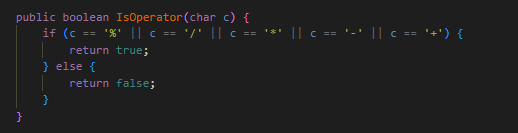 public boolean IsOperator(char c) {
    if (c == '%' || c == '/' || c == '*' || c == '-' || c == '+') {
        return true;
    } else {
        return false;
    }
}